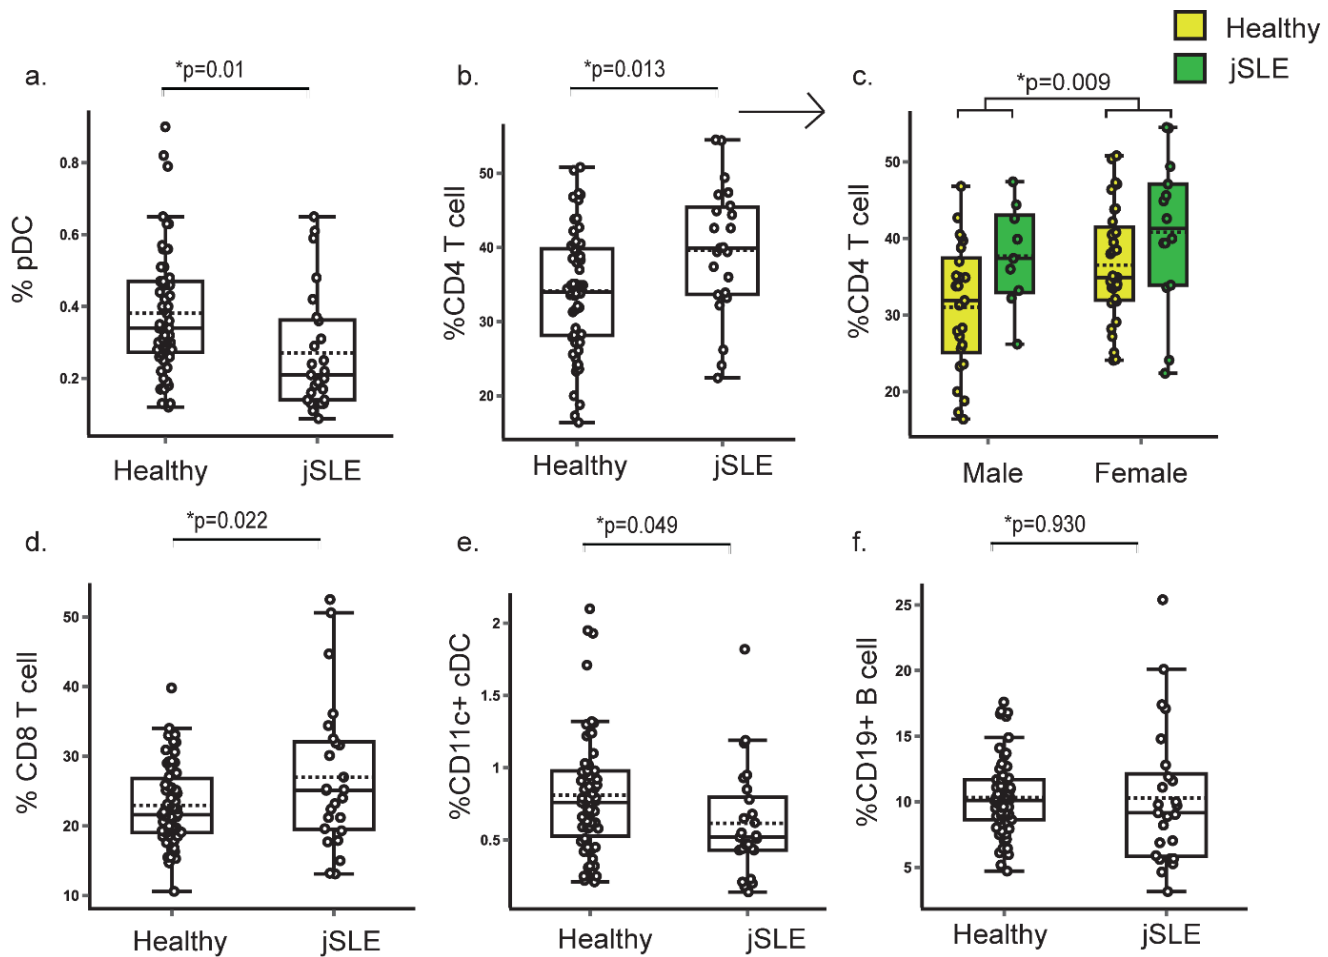 Healthy
jSLE
a.
*p=0.01
% pDC
0.8
0.6
0.4
0.2
Healthy
jSLE
b.
*p=0.013
%CD4 T cell
50
40
30
20
Healthy
jSLE
c.
*p=0.009
%CD4 T cell
50
40
30
20
Male
Female
d.
*p=0.022
% CD8 T cell
50
40
30
20
10
Healthy
jSLE
e.
*p=0.049
%CD11c+ cDC
2
1.5
1
0.5
Healthy
jSLE
f.
*p=0.930
%CD19+ B cell
25
20
15
10
5
Healthy
jSLE